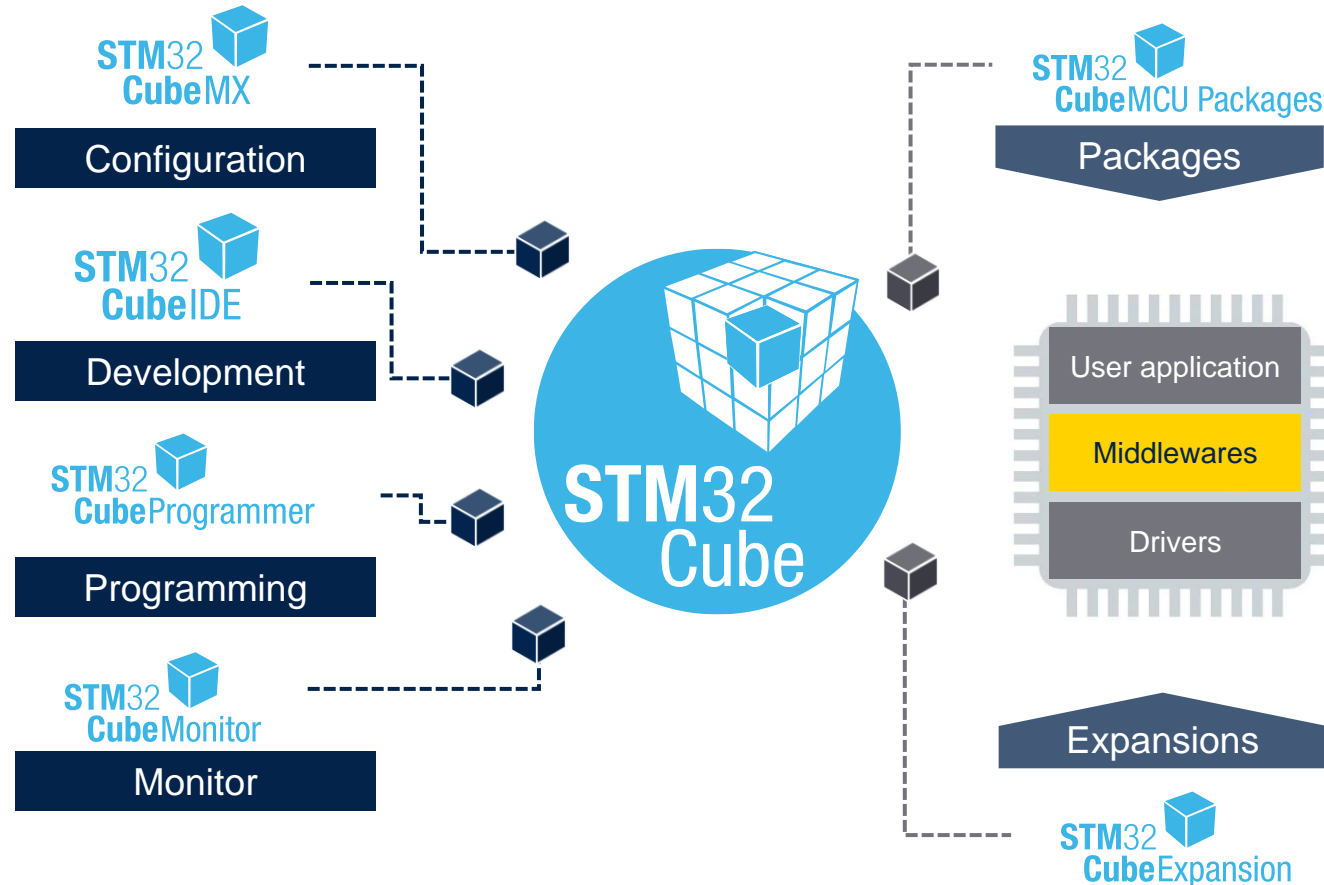 STM32
CubeMX
Configuration
STM32
CubeIDE
Development
STM32
CubeProgrammer
Programming
STM32
CubeMonitor
Monitor
STM32
Cube
STM32
CubeMCU Packages
Packages
User application
Middlewares
Drivers
Expansions
STM32
CubeExpansion